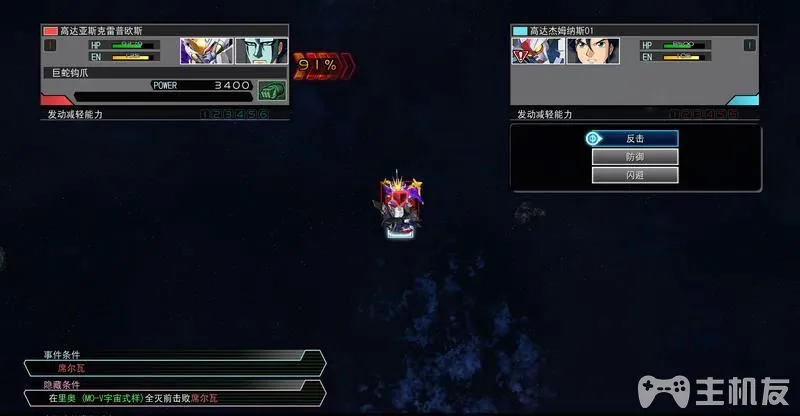 高达亚斯克雷普欧斯
HP
EN
巨蛇钩爪
POWER 3400
发动减轻能力 123456
91%
高达杰姆纳斯01
HP
EN
发动减轻能力 123456
反击
防御
闪避
事件条件
席尔瓦
隐藏条件
在里奥 (MO-V宇宙式样)全灭前击败席尔瓦
主机友